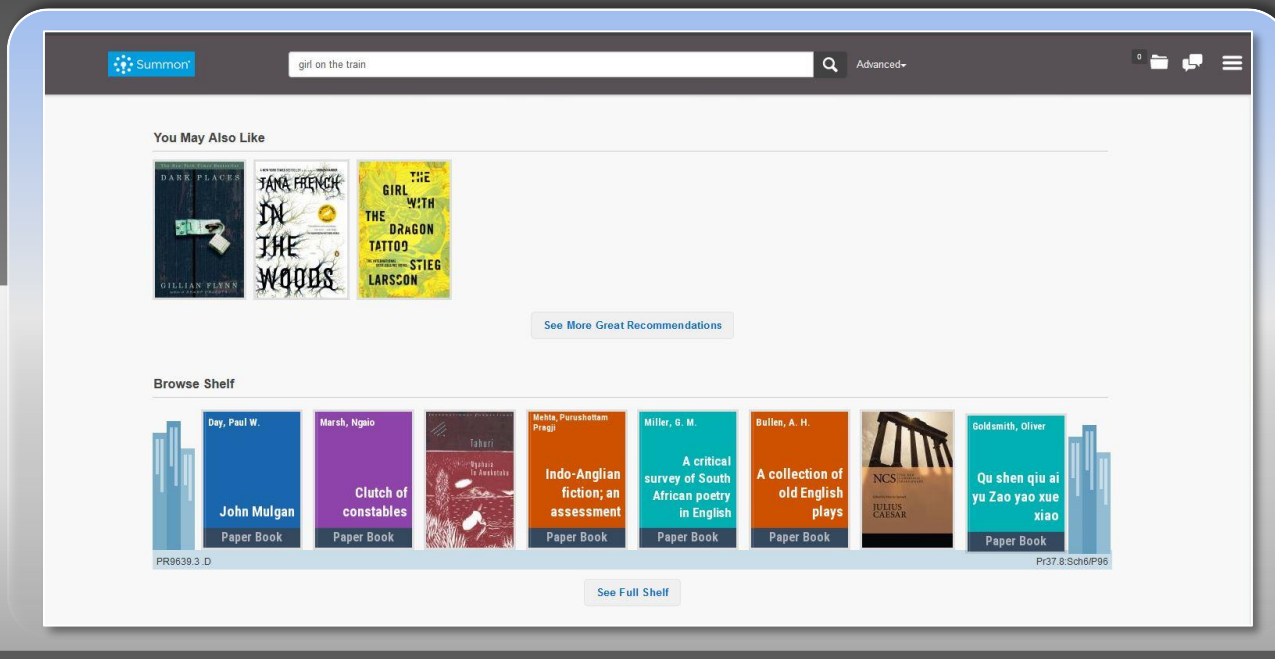 Summon
girl on the train
Advanced
0
You May Also Like
DARK PLACES
GILLIAN FLYNN
TANA FRENCH
IN
THE
WOODS
THE
GIRL
WITH
THE
DRAGON
TATTOO
STIEG
LARSSON
See More Great Recommendations
Browse Shelf
Day, Paul W.
John Mulgan
Paper Book
Marsh, Ngaio
Clutch of
constables
Paper Book
Tahuri
Ngahuia
Te Awekotuku
Mehta, Purushottam
Pragji
Indo-Anglian
fiction; an
assessment
Paper Book
Miller, G. M.
A critical
survey of South
African poetry
in English
Paper Book
Bullen, A. H.
A collection of
old English
plays
Paper Book
NCS
JULIUS
CAESAR
Goldsmith, Oliver
Qu shen qiu ai
yu Zao yao xue
xiao
Paper Book
PR9639.3 .D
Pr37.8:Sch6/P96
See Full Shelf